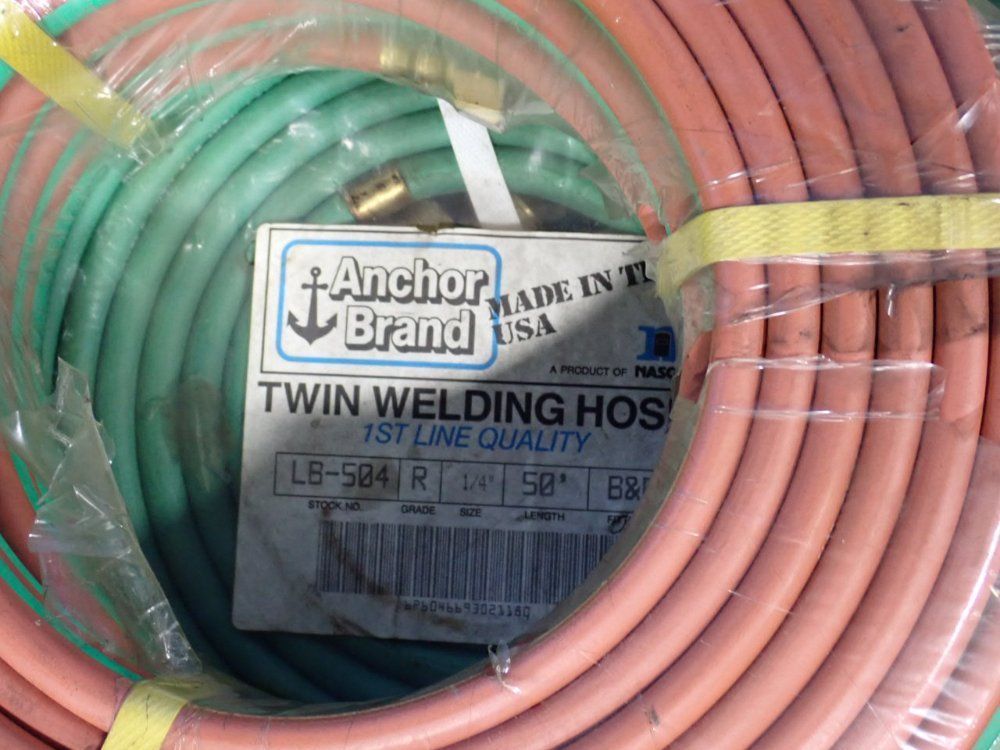 Anchor
Brand
MADE IN T
USA
A PRODUCT OF NASC
TWIN WELDING HOS
1ST LINE QUALITY
LB-504 R 1/4" 50' B&
STOCK NO. GRADE SIZE LENGTH